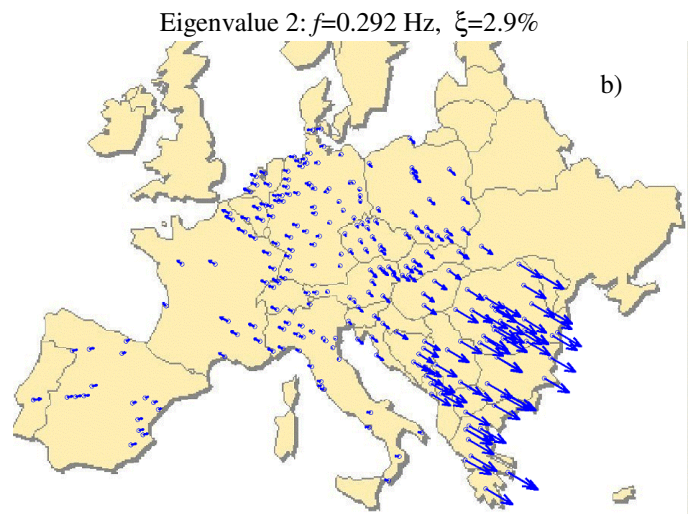 Eigenvalue 2: f=0.292 Hz, ξ=2.9%
b)